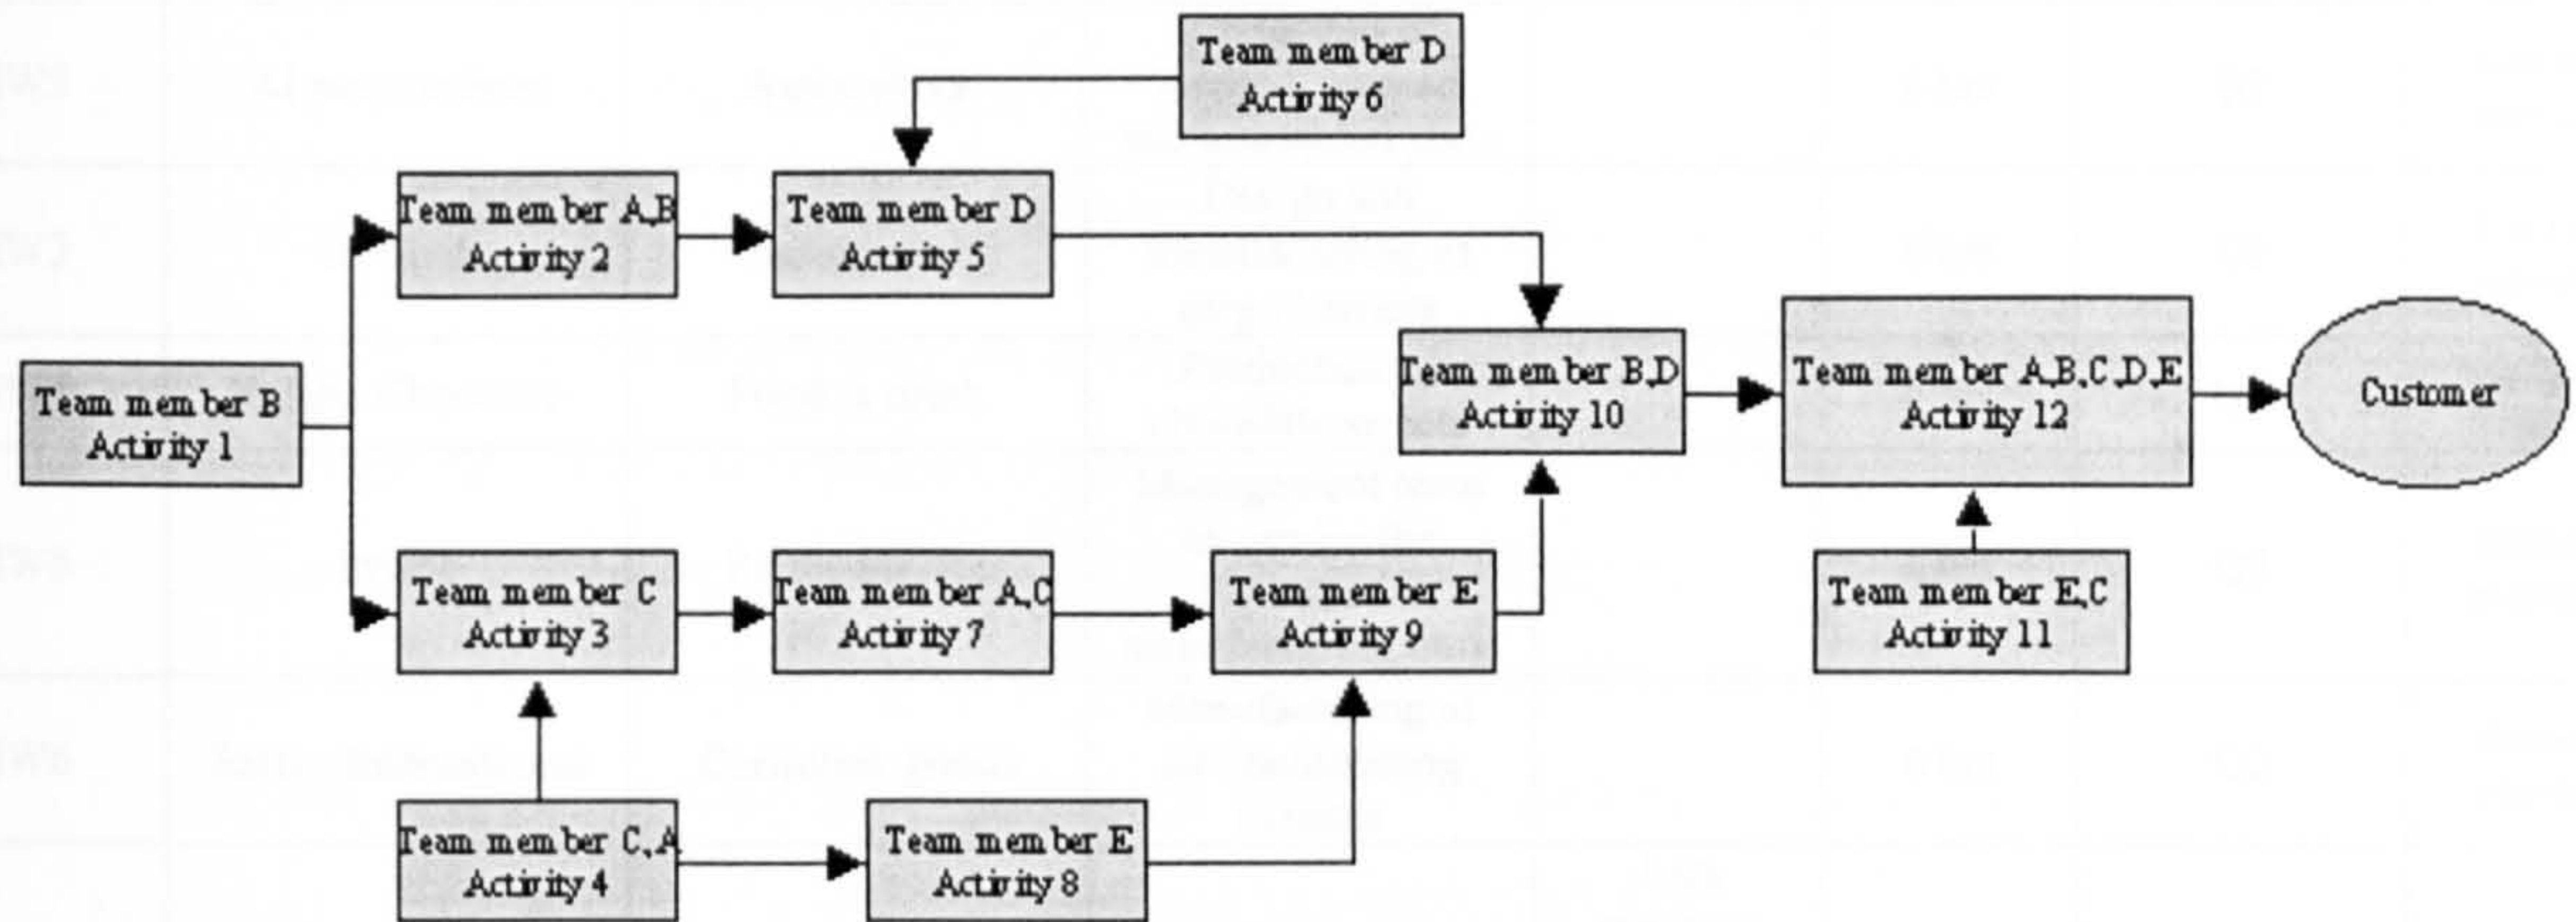 Team member D
Activity 6
Team member A,B
Activity 2
Team member D
Activity 5
Team member B
Activity 1
Team member B,D
Activity 10
Team member A,B,C,D,E
Activity 12
Customer
Team member C
Activity 3
Team member A,C
Activity 7
Team member E
Activity 9
Team member E,C
Activity 11
Team member C,A
Activity 4
Team member E
Activity 8